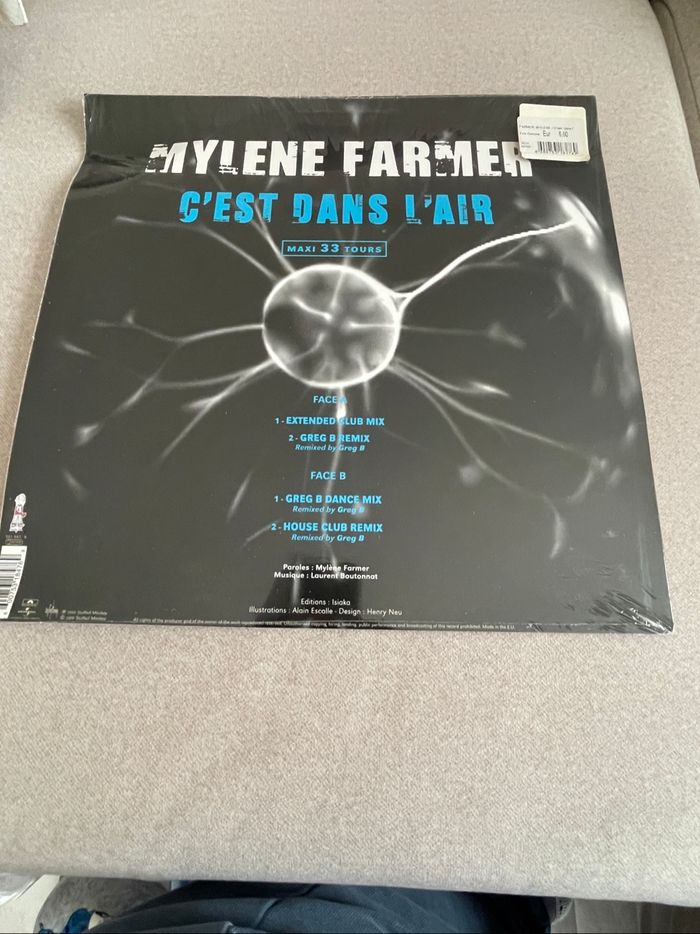 MYLENE FARMER
C'EST DANS L'AIR
MAXI 33 TOURS
FACE A
1 - EXTENDED CLUB MIX
2 - GREG B REMIX
Remixed by Greg B
FACE B
1 - GREG B DANCE MIX
Remixed by Greg B
2 - HOUSE CLUB REMIX
Remixed by Greg B
Paroles : Mylène Farmer
Musique : Laurent Boutonnat
Editions : Isiaka
Illustrations : Alain Escalle - Design : Henry Neu